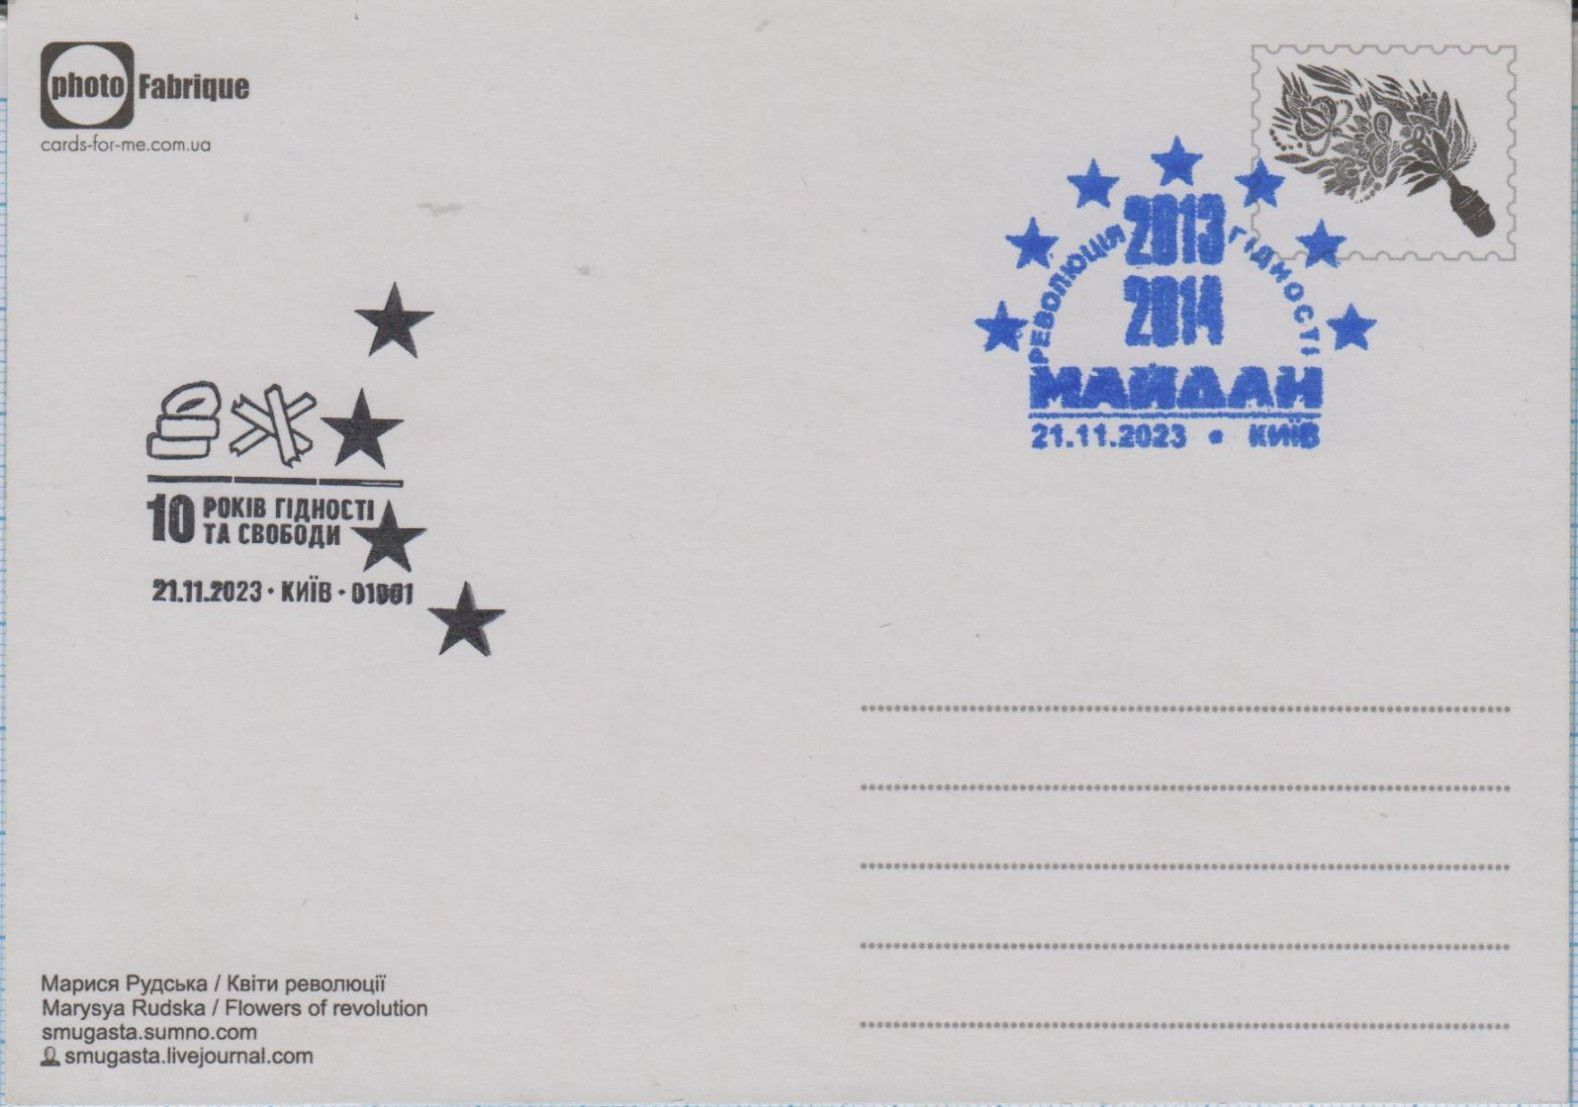 photo Fabrique
cards-for-me.com.ua
2013
РЕВОЛЮЦІЯ ГІДНОСТІ
2014
МАЙДАН
21.11.2023 • КИЇВ
10 РОКІВ ГІДНОСТІ
ТА СВОБОДИ
21.11.2023 • КИЇВ • 01001
Марися Рудська / Квіти революції
Marysya Rudska / Flowers of revolution
smugasta.sumno.com
smugasta.livejournal.com